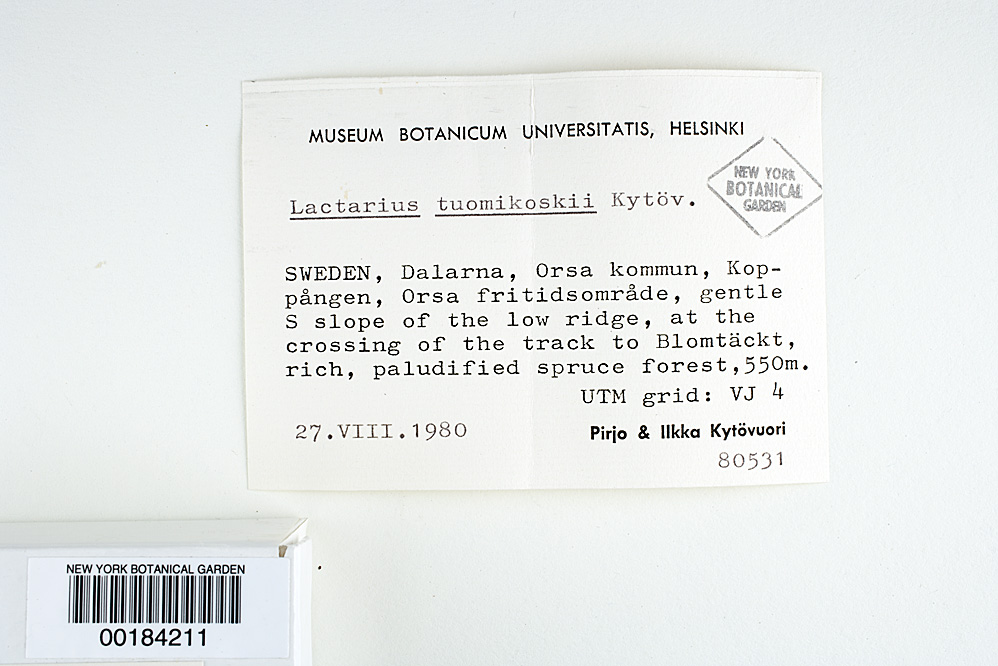 MUSEUM BOTANICUM UNIVERSITATIS, HELSINKI
NEW YORK
BOTANICAL
GARDEN
Lactarius tuomikoskii Kytöv.
SWEDEN, Dalarna, Orsa kommun, Kop-
pången, Orsa fritidsområde, gentle
S slope of the low ridge, at the
crossing of the track to Blomtäckt,
rich, paludified spruce forest,550m.
UTM grid: VJ 4
27.VIII.1980
Pirjo & Ilkka Kytövuori
80531
NEW YORK BOTANICAL GARDEN
00184211